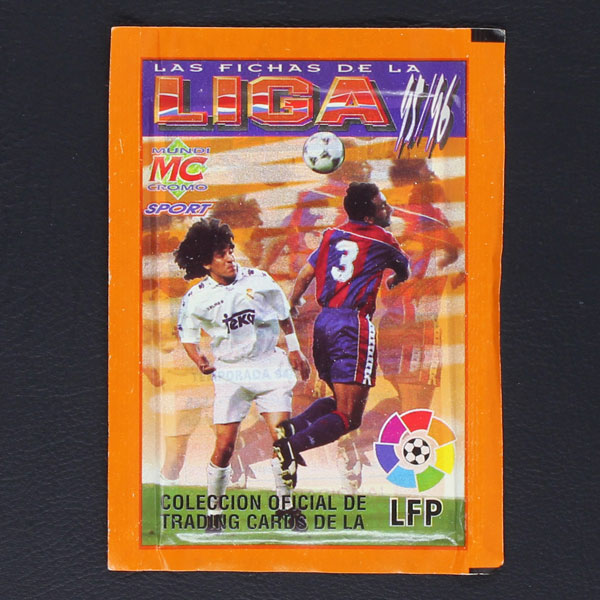 LAS FICHAS DE LA
LIGA
95/96
MUNDI
MC
CROMO
SPORT
3
teka
TEMPORADA
COLECCION OFICIAL DE
TRADING CARDS DE LA
LFP